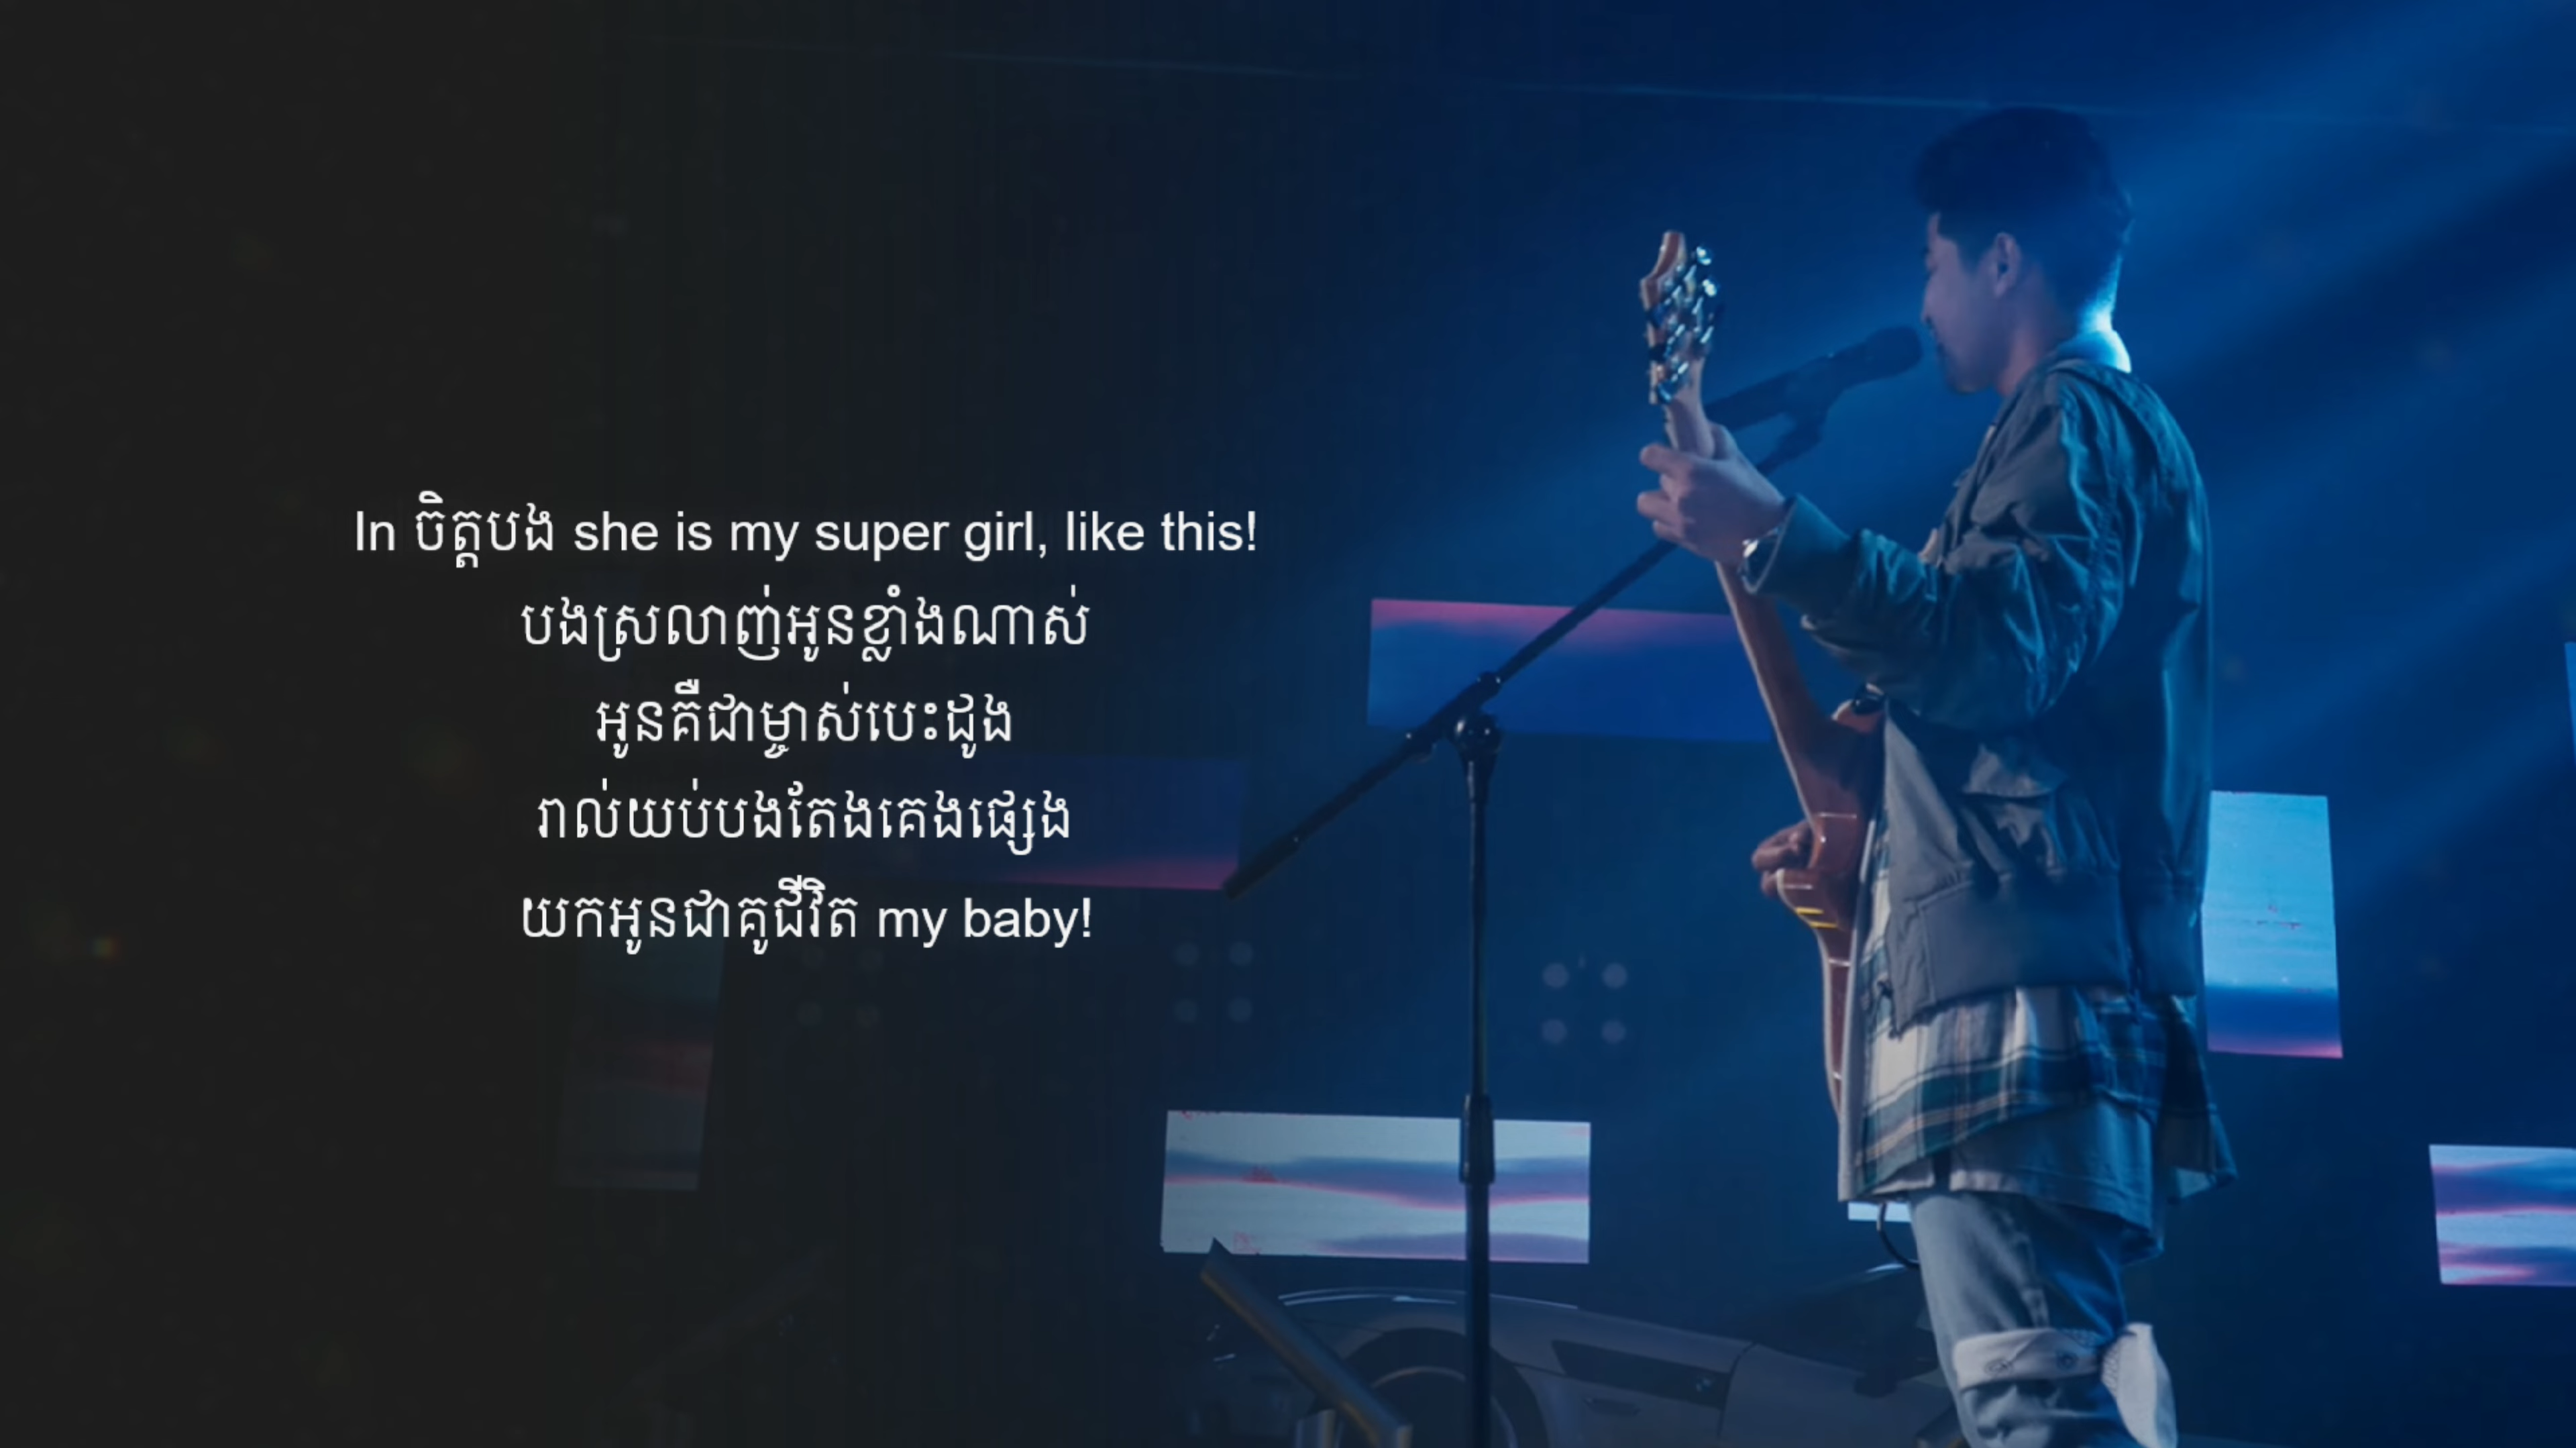 In ចិត្តបង she is my super girl, like this!
បងស្រលាញ់អូនខ្លាំងណាស់
អូនគឺជាម្ចាស់បេះដូង
រាល់យប់បងតែងគេងផ្សេង
យកអូនជាគូជីវិត my baby!